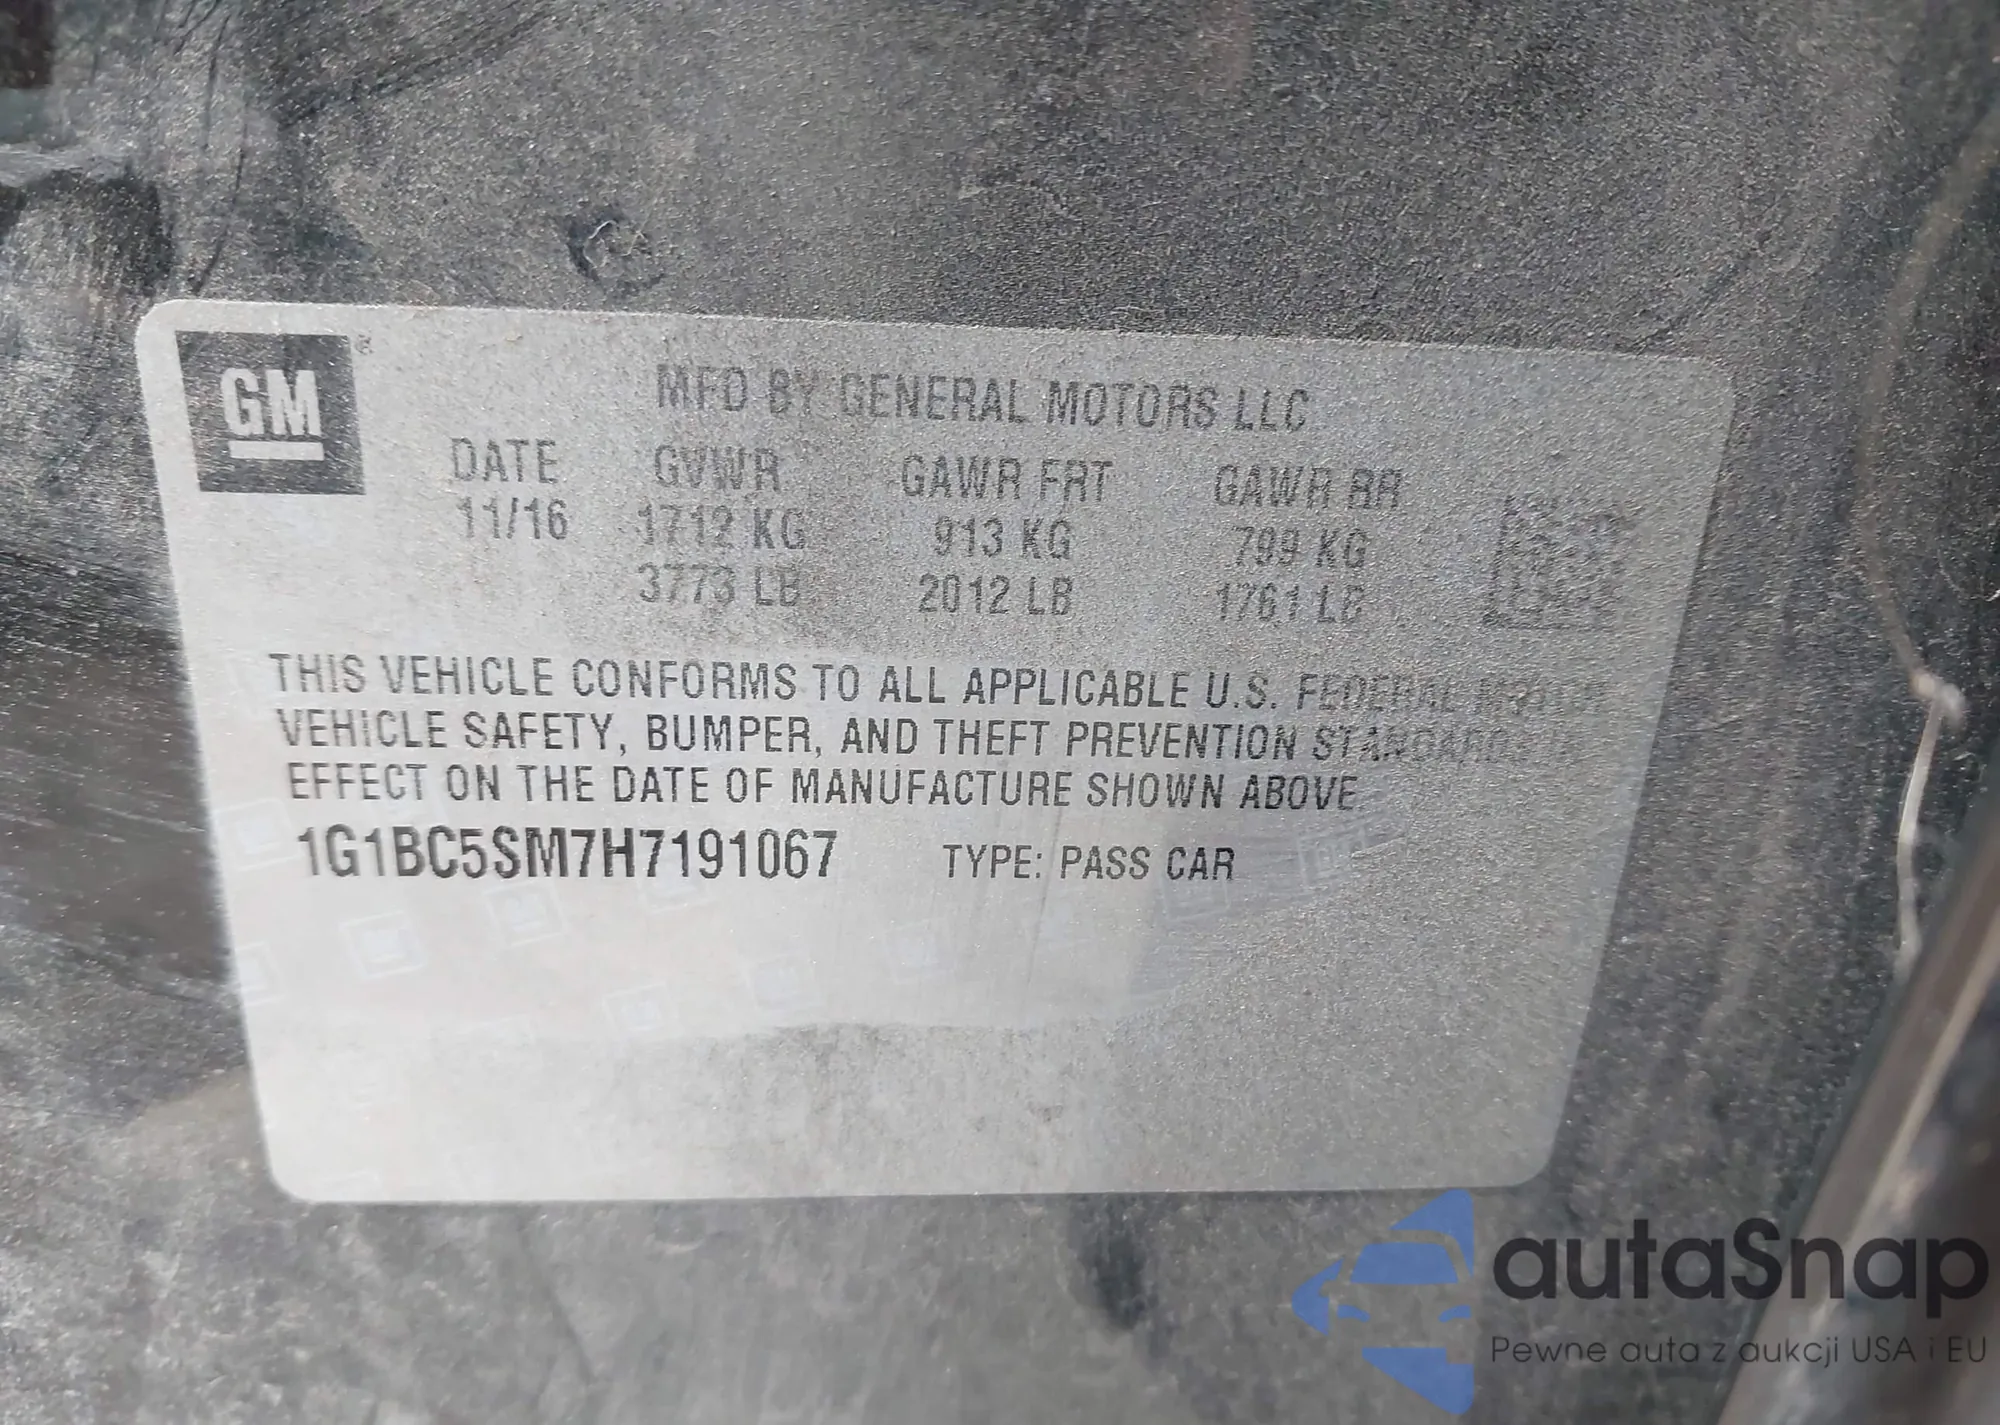 GM
MFD BY GENERAL MOTORS LLC
DATE GVWR GAWR FRT GAWR RR
11/16 1712 KG 913 KG 799 KG
3773 LB 2012 LB 1761 LB
THIS VEHICLE CONFORMS TO ALL APPLICABLE U.S. FEDERAL MOTOR
VEHICLE SAFETY, BUMPER, AND THEFT PREVENTION STANDARDS
EFFECT ON THE DATE OF MANUFACTURE SHOWN ABOVE.
1G1BC5SM7H7191067 TYPE: PASS CAR
autaSnap
Pewne auta z aukcji USA i EU